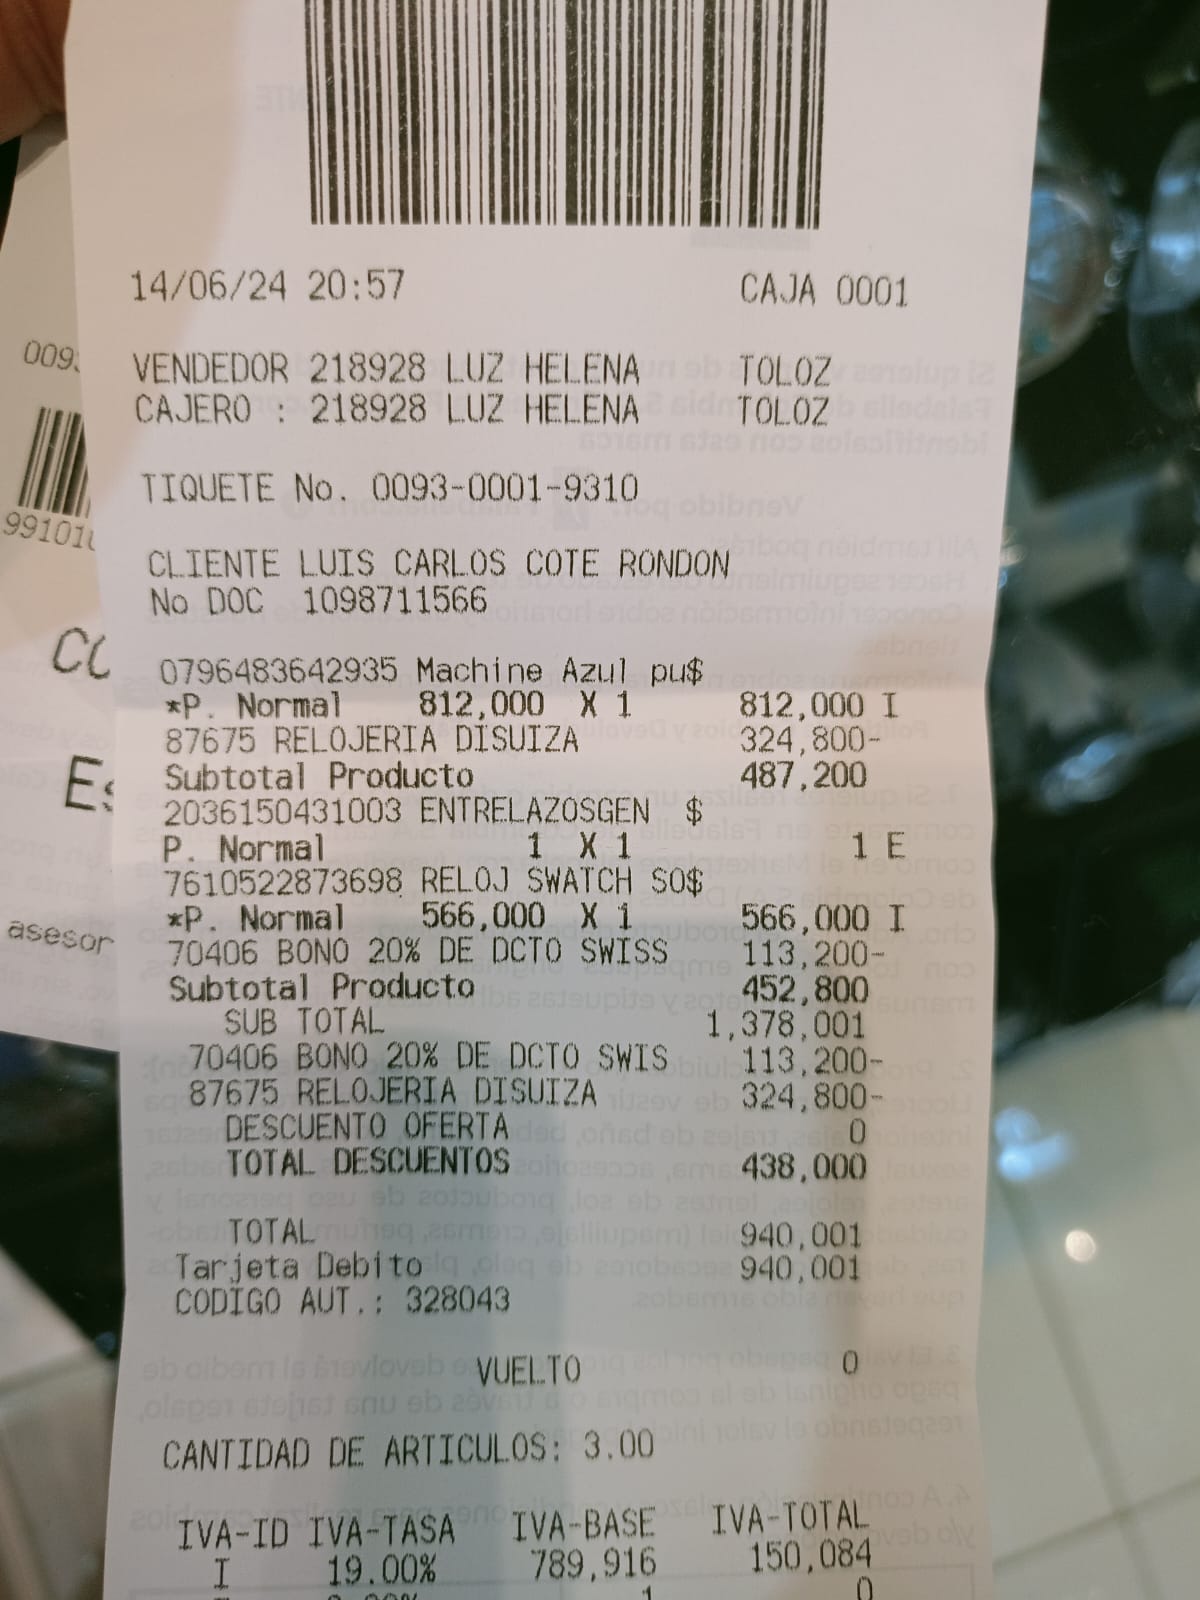 14/06/24 20:57 CAJA 0001
VENDEDOR 218928 LUZ HELENA TOLOZ
CAJERO : 218928 LUZ HELENA TOLOZ
TIQUETE No. 0093-0001-9310
CLIENTE LUIS CARLOS COTE RONDON
No DOC 1098711566
0796483642935 Machine Azul pu$
*P. Normal 812,000 X 1 812,000 I
87675 RELOJERIA DISUIZA 324,800-
Subtotal Producto 487,200
2036150431003 ENTRELAZOSGEN $
P. Normal 1 X 1 1 E
7610522873698 RELOJ SWATCH SO$
*P. Normal 566,000 X 1 566,000 I
70406 BONO 20% DE DCTO SWISS 113,200-
Subtotal Producto 452,800
SUB TOTAL 1,378,001
70406 BONO 20% DE DCTO SWIS 113,200-
87675 RELOJERIA DISUIZA 324,800-
DESCUENTO OFERTA 0
TOTAL DESCUENTOS 438,000
TOTAL 940,001
Tarjeta Debito 940,001
CODIGO AUT.: 328043
VUELTO 0
CANTIDAD DE ARTICULOS: 3.00
IVA-ID IVA-TASA IVA-BASE IVA-TOTAL
I 19.00% 789,916 150,084
asesor